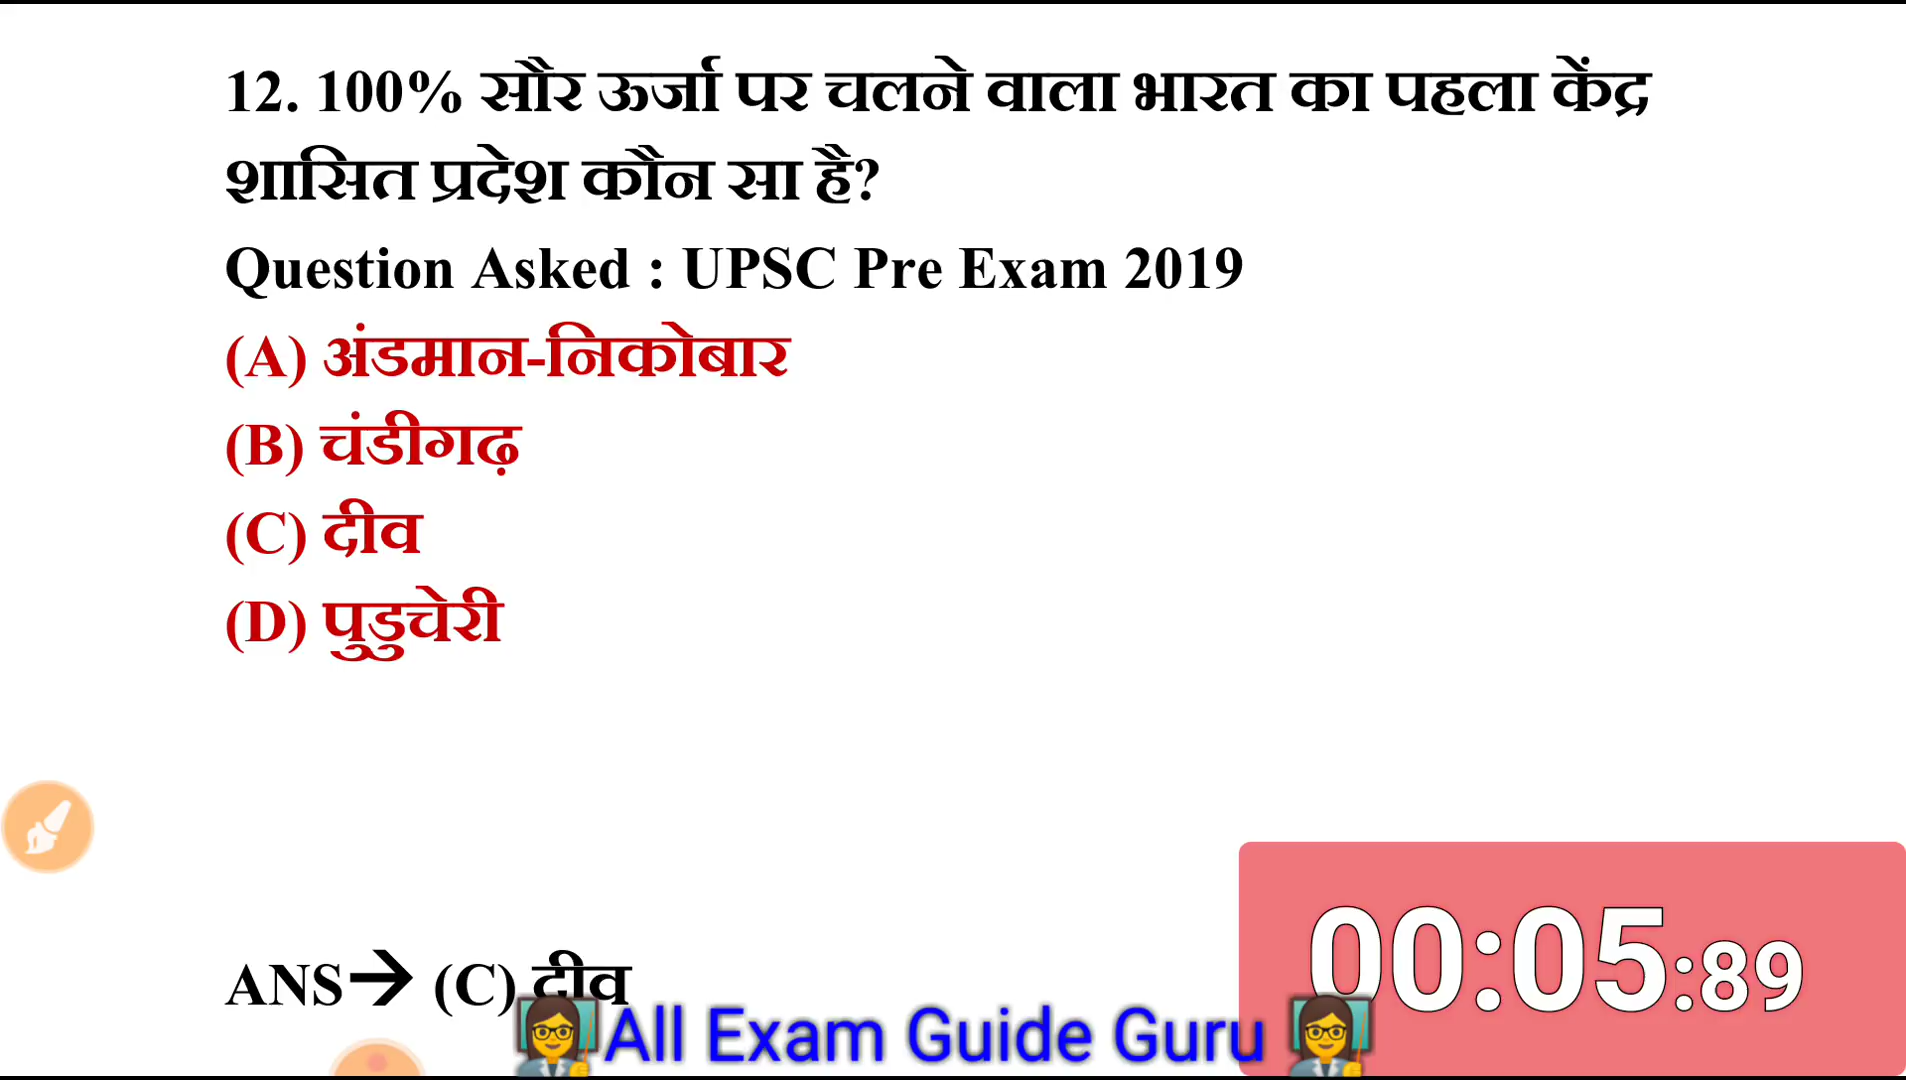 12. 100% सौर ऊर्जा पर चलने वाला भारत का पहला केंद्र
शासित प्रदेश कौन सा है?
Question Asked : UPSC Pre Exam 2019
(A) अंडमान-निकोबार
(B) चंडीगढ़
(C) दीव
(D) पुडुचेरी
ANS→ (C) दीव
All Exam Guide Guru
00:05:89